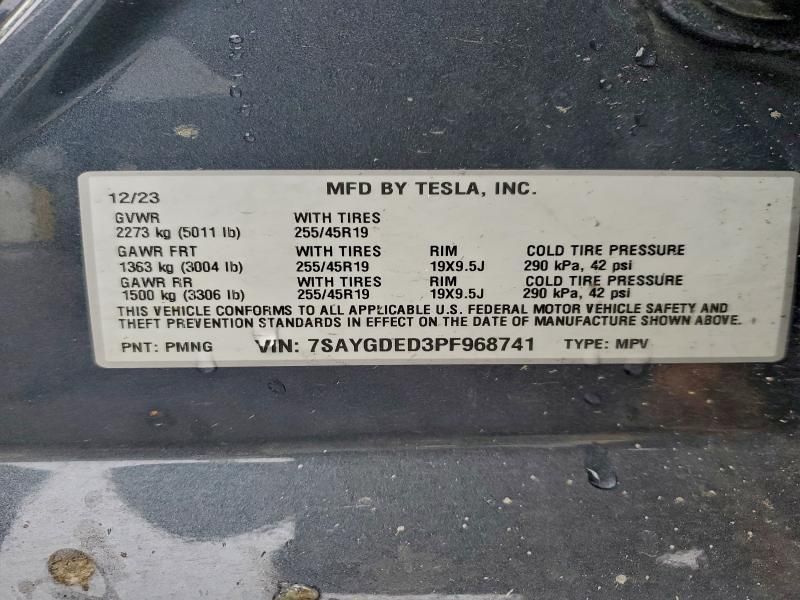 12/23 MFD BY TESLA, INC.
GVWR WITH TIRES
2273 kg (5011 lb) 255/45R19
GAWR FRT WITH TIRES RIM COLD TIRE PRESSURE
1363 kg (3004 lb) 255/45R19 19X9.5J 290 kPa, 42 psi
GAWR RR WITH TIRES RIM COLD TIRE PRESSURE
1500 kg (3306 lb) 255/45R19 19X9.5J 290 kPa, 42 psi
THIS VEHICLE CONFORMS TO ALL APPLICABLE U.S. FEDERAL MOTOR VEHICLE SAFETY AND
THEFT PREVENTION STANDARDS IN EFFECT ON THE DATE OF MANUFACTURE SHOWN ABOVE.
PNT: PMNG VIN: 7SAYGDED3PF968741 TYPE: MPV